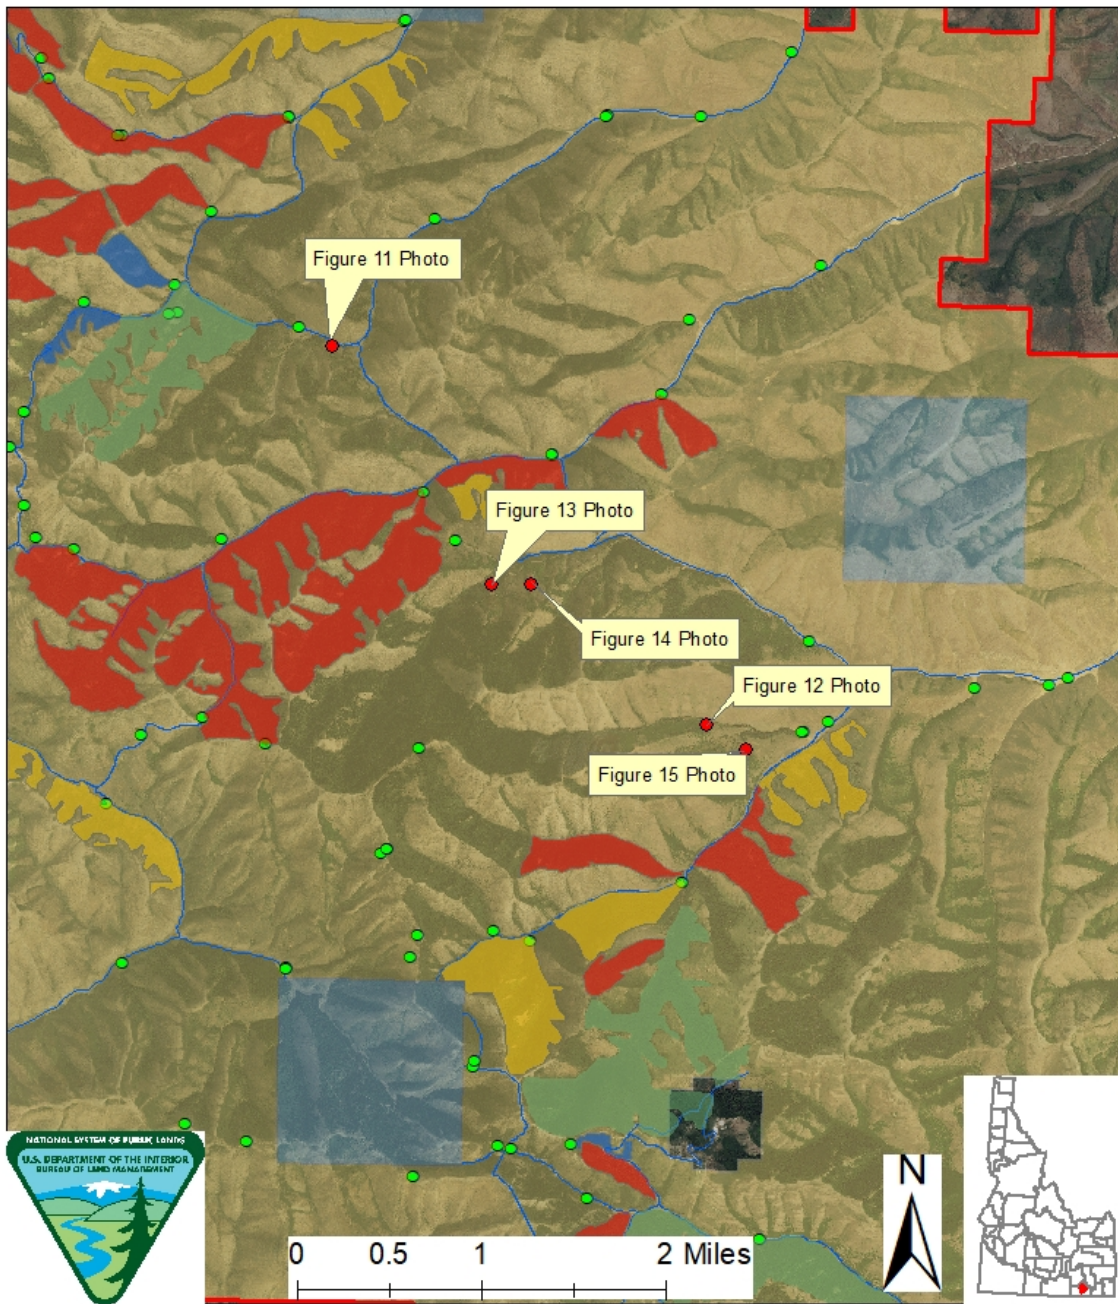 Figure 11 Photo
Figure 13 Photo
Figure 14 Photo
Figure 12 Photo
Figure 15 Photo
NATIONAL SYSTEM OF PUBLIC LANDS
U.S. DEPARTMENT OF THE INTERIOR
BUREAU OF LAND MANAGEMENT
0 0.5 1 2 Miles
N